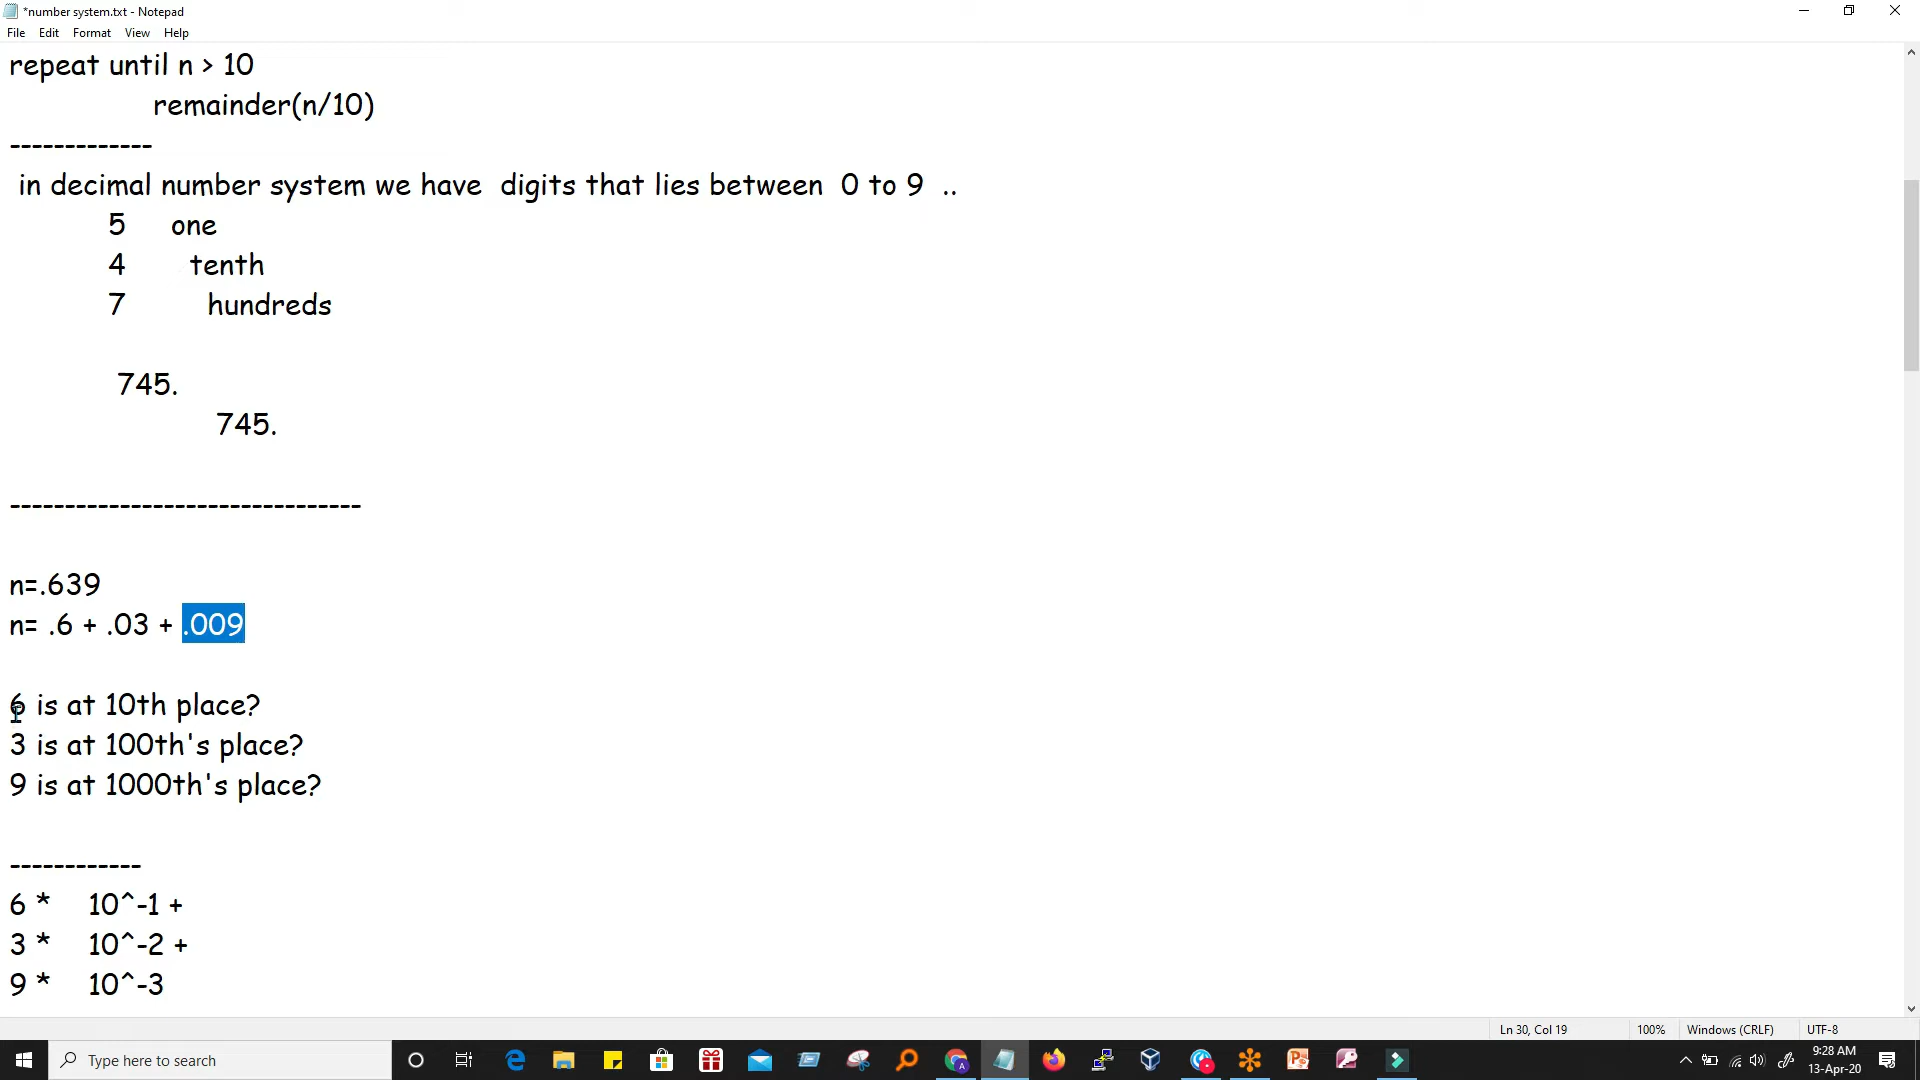 *number system.txt - Notepad
File Edit Format View Help
repeat until n > 10
remainder(n/10)
-------------
in decimal number system we have digits that lies between 0 to 9 ..
5 one
4 tenth
7 hundreds
745.
745.
--------------------------------
n=.639
n= .6 + .03 + .009
6 is at 10th place?
3 is at 100th's place?
9 is at 1000th's place?
------------
6 * 10^-1 +
3 * 10^-2 +
9 * 10^-3
Ln 30, Col 19 100% Windows (CRLF) UTF-8
Type here to search
9:28 AM
13-Apr-20